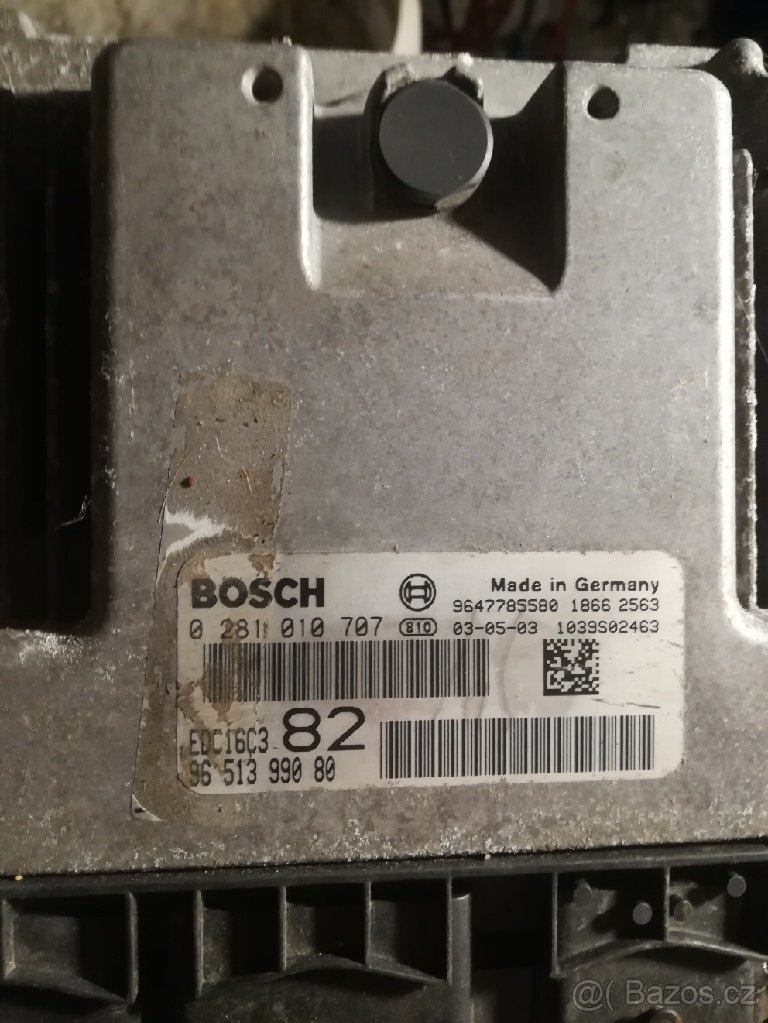 BOSCH Made in Germany
9647785580 1866 2563
0 281 010 707 810 03-05-03 1039S02463
EDC16C3 82
96 513 990 80
@( Bazos.cz